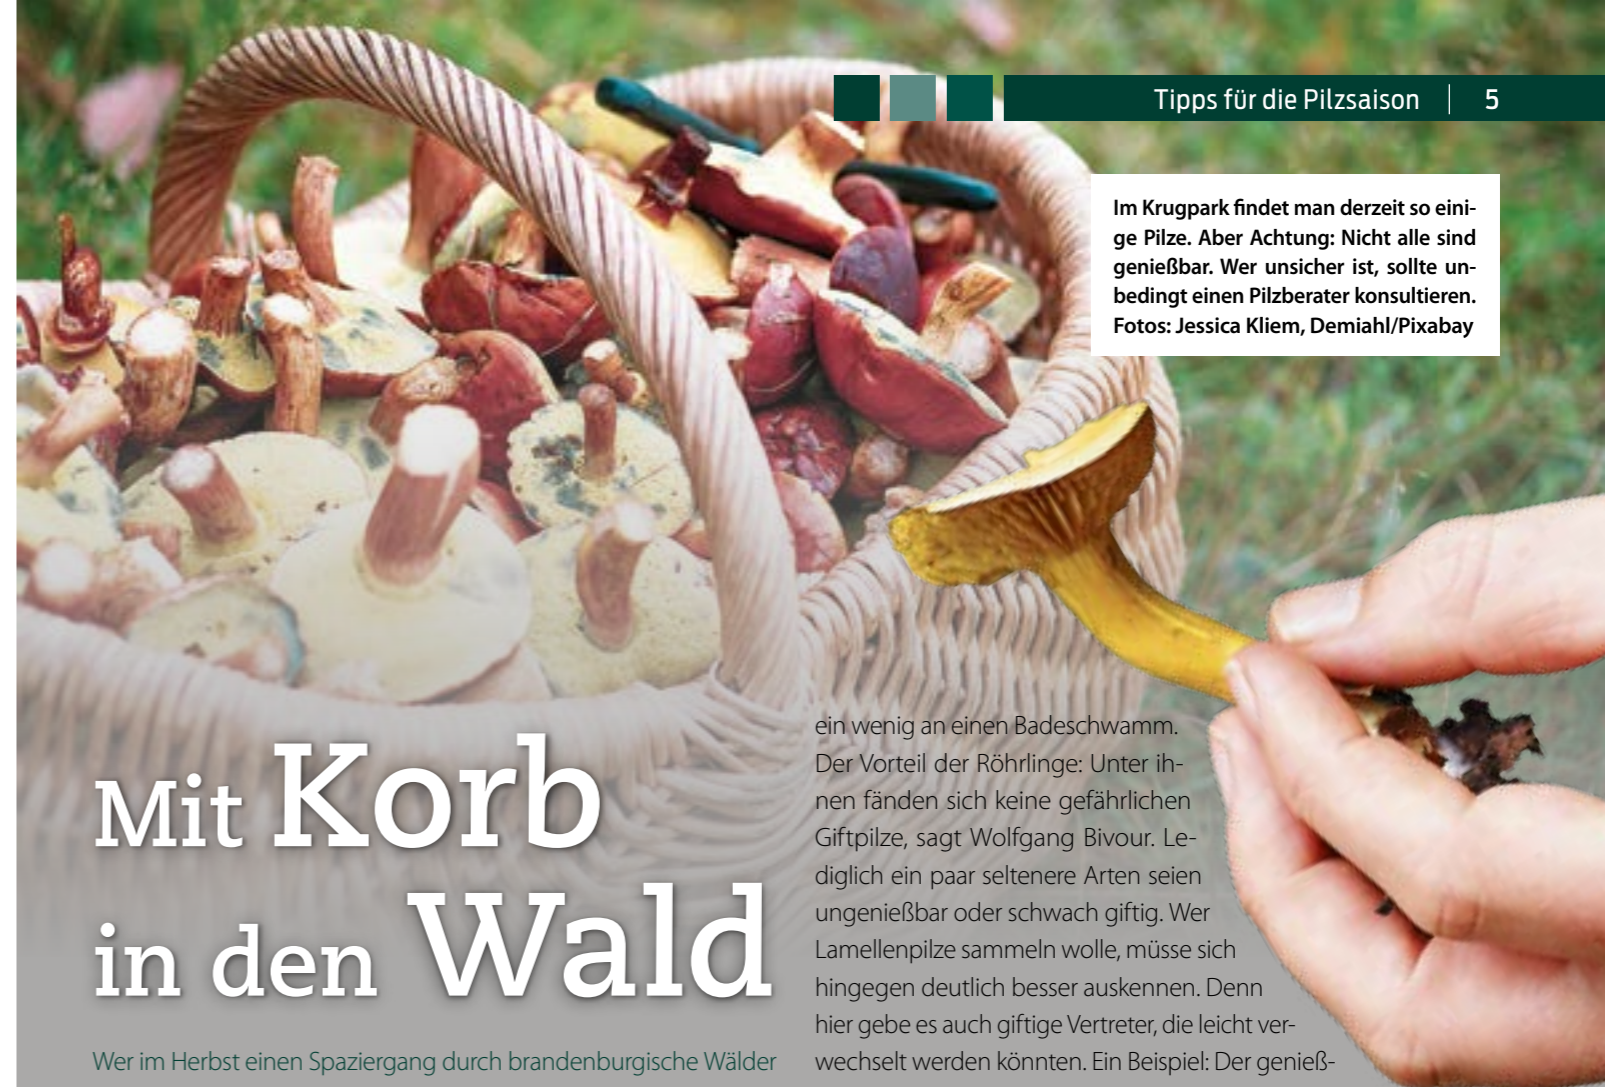 Tipps für die Pilzsaison | 5
Im Krugpark findet man derzeit so eini-
ge Pilze. Aber Achtung: Nicht alle sind
genießbar. Wer unsicher ist, sollte un-
bedingt einen Pilzberater konsultieren.
Fotos: Jessica Kliem, Demiahl/Pixabay
Mit Korb
in den Wald
Wer im Herbst einen Spaziergang durch brandenburgische Wälder
ein wenig an einen Badeschwamm.
Der Vorteil der Röhrlinge: Unter ih-
nen fänden sich keine gefährlichen
Giftpilze, sagt Wolfgang Bivour. Le-
diglich ein paar seltenere Arten seien
ungenießbar oder schwach giftig. Wer
Lamellenpilze sammeln wolle, müsse sich
hingegen deutlich besser auskennen. Denn
hier gebe es auch giftige Vertreter, die leicht ver-
wechselt werden könnten. Ein Beispiel: Der genieß-